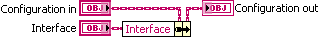 Configuration in OBJ OBJ Configuration out
Interface OBJ Interface